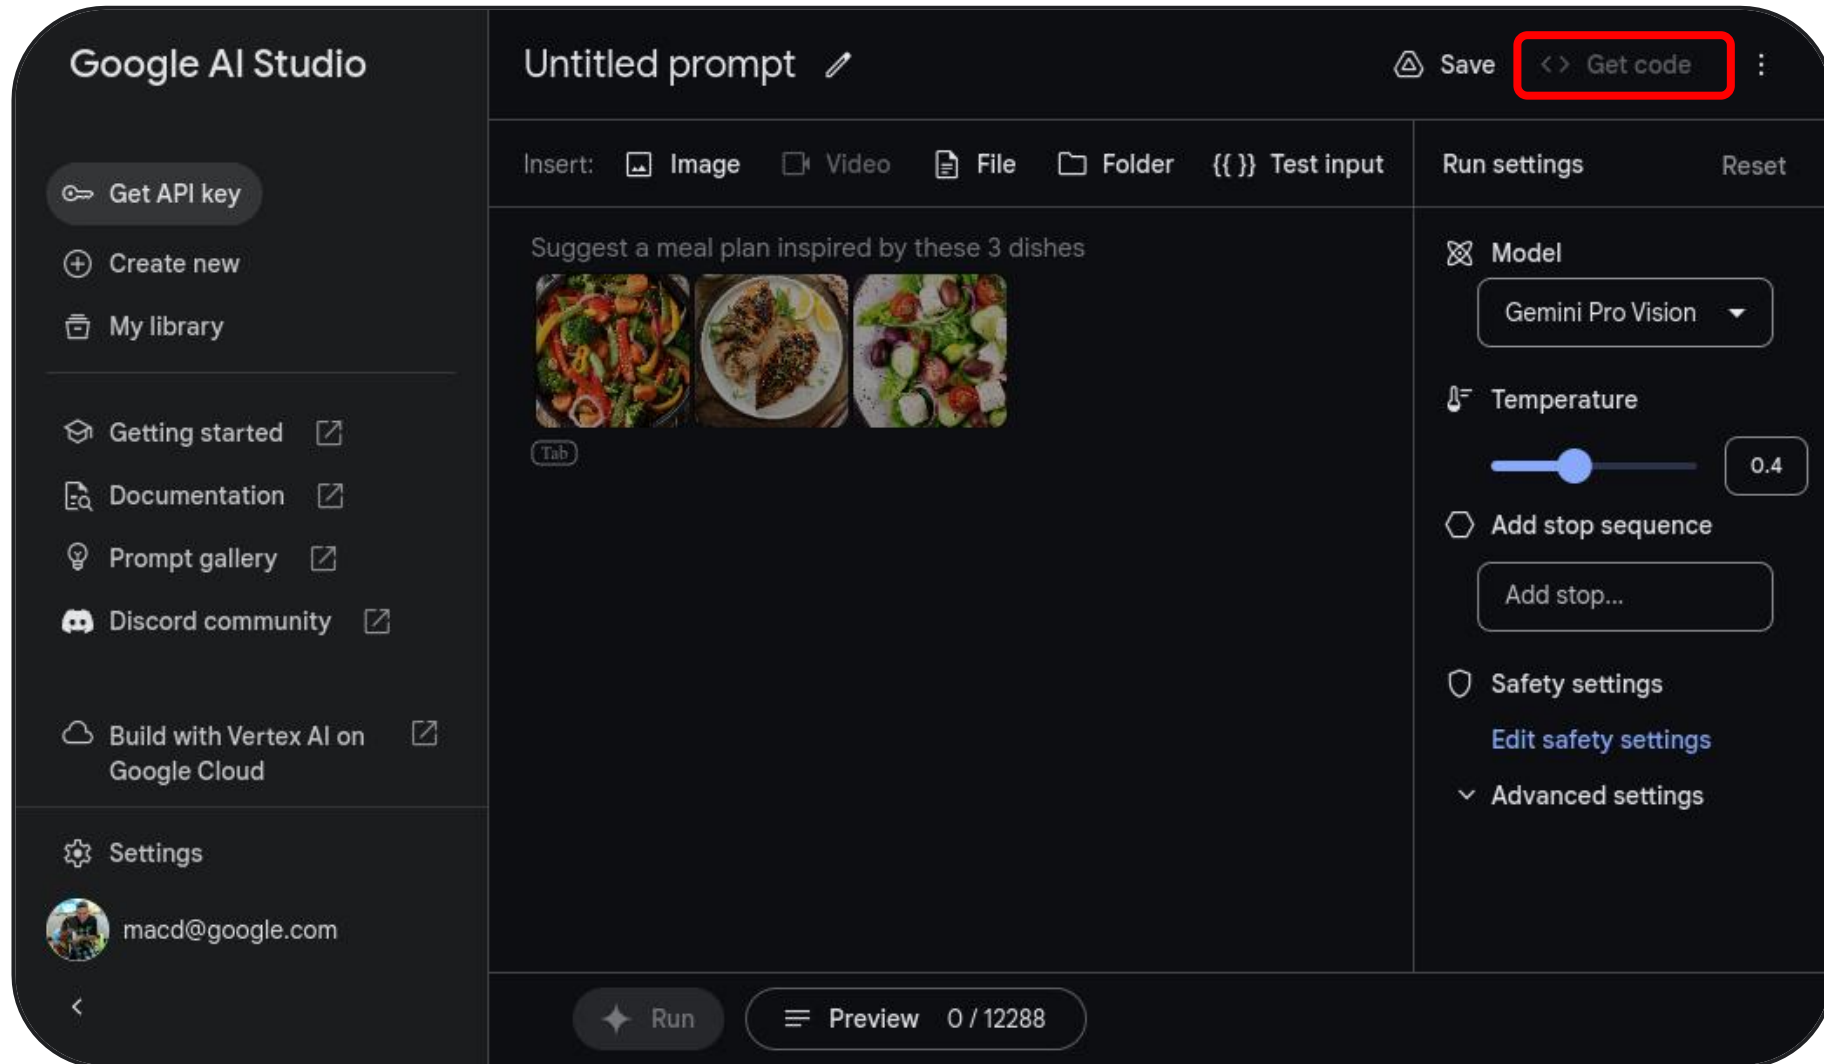 Google AI Studio
Get API key
Create new
My library
Getting started
Documentation
Prompt gallery
Discord community
Build with Vertex AI on
Google Cloud
Settings
macd@google.com
Untitled prompt
Save
<> Get code
Insert:
Image
Video
File
Folder
{{ }} Test input
Suggest a meal plan inspired by these 3 dishes
Tab
Run
Preview 0 / 12288
Run settings
Reset
Model
Gemini Pro Vision
Temperature
0.4
Add stop sequence
Add stop...
Safety settings
Edit safety settings
Advanced settings